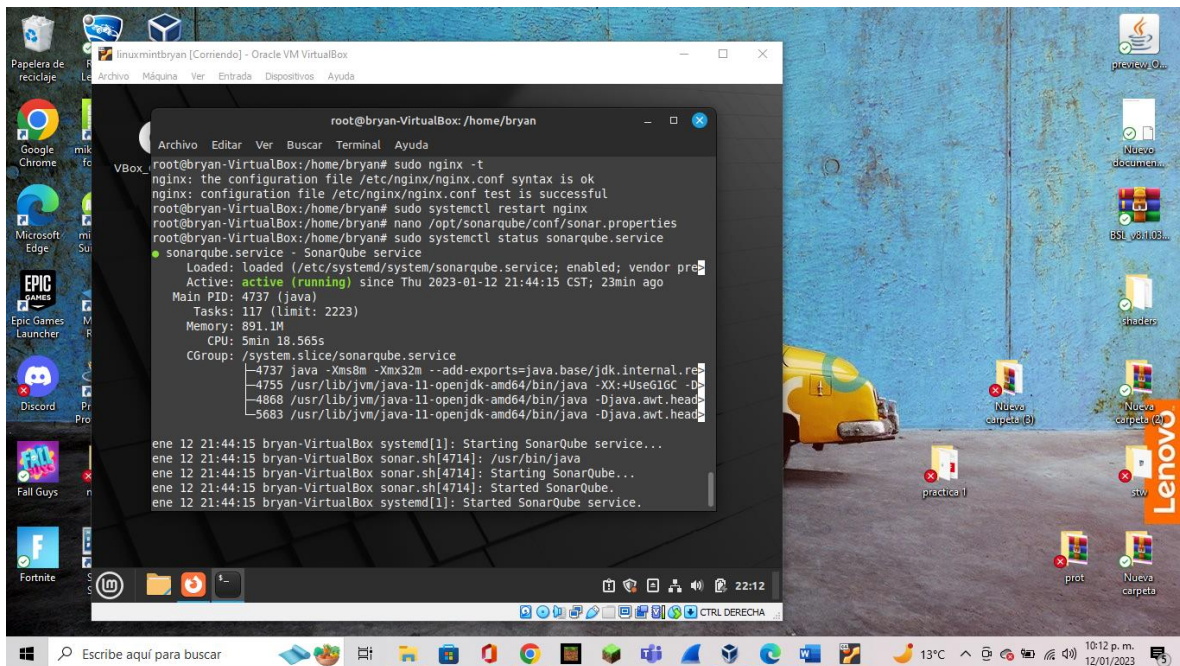 Papelera de
reciclaje
Google
Chrome
Microsoft
Edge
EPIC
GAMES
Epic Games
Launcher
Discord
FALL
GUYS
Fall Guys
F
Fortnite
linuxmintbryan [Corriendo] - Oracle VM VirtualBox
Archivo Máquina Ver Entrada Dispositivos Ayuda
root@bryan-VirtualBox: /home/bryan
Archivo Editar Ver Buscar Terminal Ayuda
root@bryan-VirtualBox:/home/bryan# sudo nginx -t
nginx: the configuration file /etc/nginx/nginx.conf syntax is ok
nginx: configuration file /etc/nginx/nginx.conf test is successful
root@bryan-VirtualBox:/home/bryan# sudo systemctl restart nginx
root@bryan-VirtualBox:/home/bryan# nano /opt/sonarqube/conf/sonar.properties
root@bryan-VirtualBox:/home/bryan# sudo systemctl status sonarqube.service
● sonarqube.service - SonarQube service
Loaded: loaded (/etc/systemd/system/sonarqube.service; enabled; vendor pre>
Active: active (running) since Thu 2023-01-12 21:44:15 CST; 23min ago
Main PID: 4737 (java)
Tasks: 117 (limit: 2223)
Memory: 891.1M
CPU: 5min 18.565s
CGroup: /system.slice/sonarqube.service
├─4737 java -Xms8m -Xmx32m --add-exports=java.base/jdk.internal.re>
├─4755 /usr/lib/jvm/java-11-openjdk-amd64/bin/java -XX:+UseG1GC -D>
├─4868 /usr/lib/jvm/java-11-openjdk-amd64/bin/java -Djava.awt.head>
└─5683 /usr/lib/jvm/java-11-openjdk-amd64/bin/java -Djava.awt.head>
ene 12 21:44:15 bryan-VirtualBox systemd[1]: Starting SonarQube service...
ene 12 21:44:15 bryan-VirtualBox sonar.sh[4714]: /usr/bin/java
ene 12 21:44:15 bryan-VirtualBox sonar.sh[4714]: Starting SonarQube...
ene 12 21:44:15 bryan-VirtualBox sonar.sh[4714]: Started SonarQube.
ene 12 21:44:15 bryan-VirtualBox systemd[1]: Started SonarQube service.
22:12
CTRL DERECHA
preview_O...
Nuevo
documen...
BSL_v8.1.03...
shaders
Nueva
carpeta (3)
Nueva
carpeta (2)
practica 1
stw
prot
Nueva
carpeta
Lenovo
Escribe aquí para buscar
13°C
10:12 p. m.
12/01/2023
5